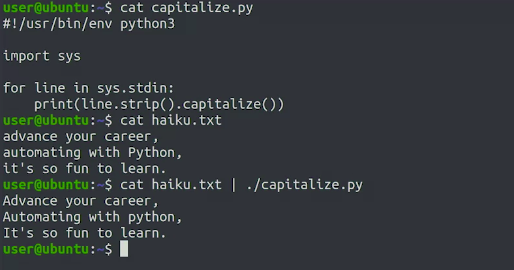 user@ubuntu:~$ cat capitalize.py
#!/usr/bin/env python3

import sys

for line in sys.stdin:
    print(line.strip().capitalize())
user@ubuntu:~$ cat haiku.txt
advance your career,
automating with Python,
it's so fun to learn.
user@ubuntu:~$ cat haiku.txt | ./capitalize.py
Advance your career,
Automating with python,
It's so fun to learn.
user@ubuntu:~$